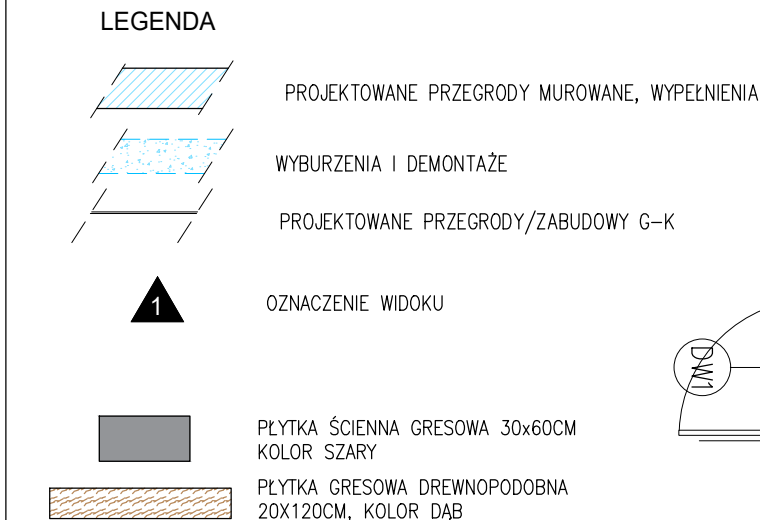 LEGENDA
PROJEKTOWANE PRZEGRODY MUROWANE, WYPEŁNIENIA
WYBURZENIA I DEMONTAŻE
PROJEKTOWANE PRZEGRODY/ZABUDOWY G-K
1
OZNACZENIE WIDOKU
DW1
PŁYTKA ŚCIENNA GRESOWA 30x60CM
KOLOR SZARY
PŁYTKA GRESOWA DREWNOPODOBNA
20X120CM, KOLOR DĄB